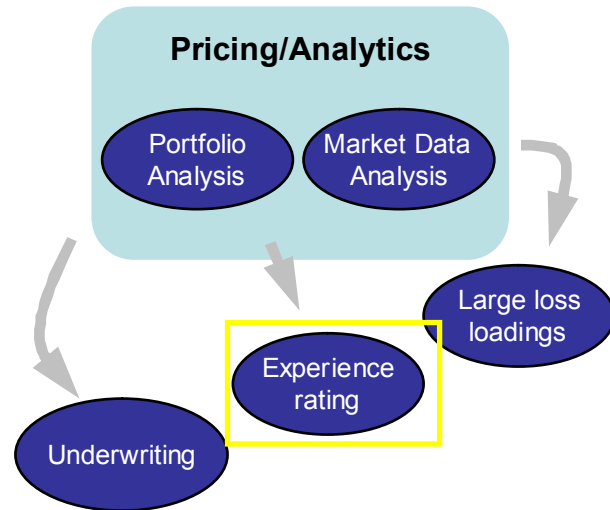 Pricing/Analytics
Portfolio
Analysis
Market Data
Analysis
Large loss
loadings
Experience
rating
Underwriting